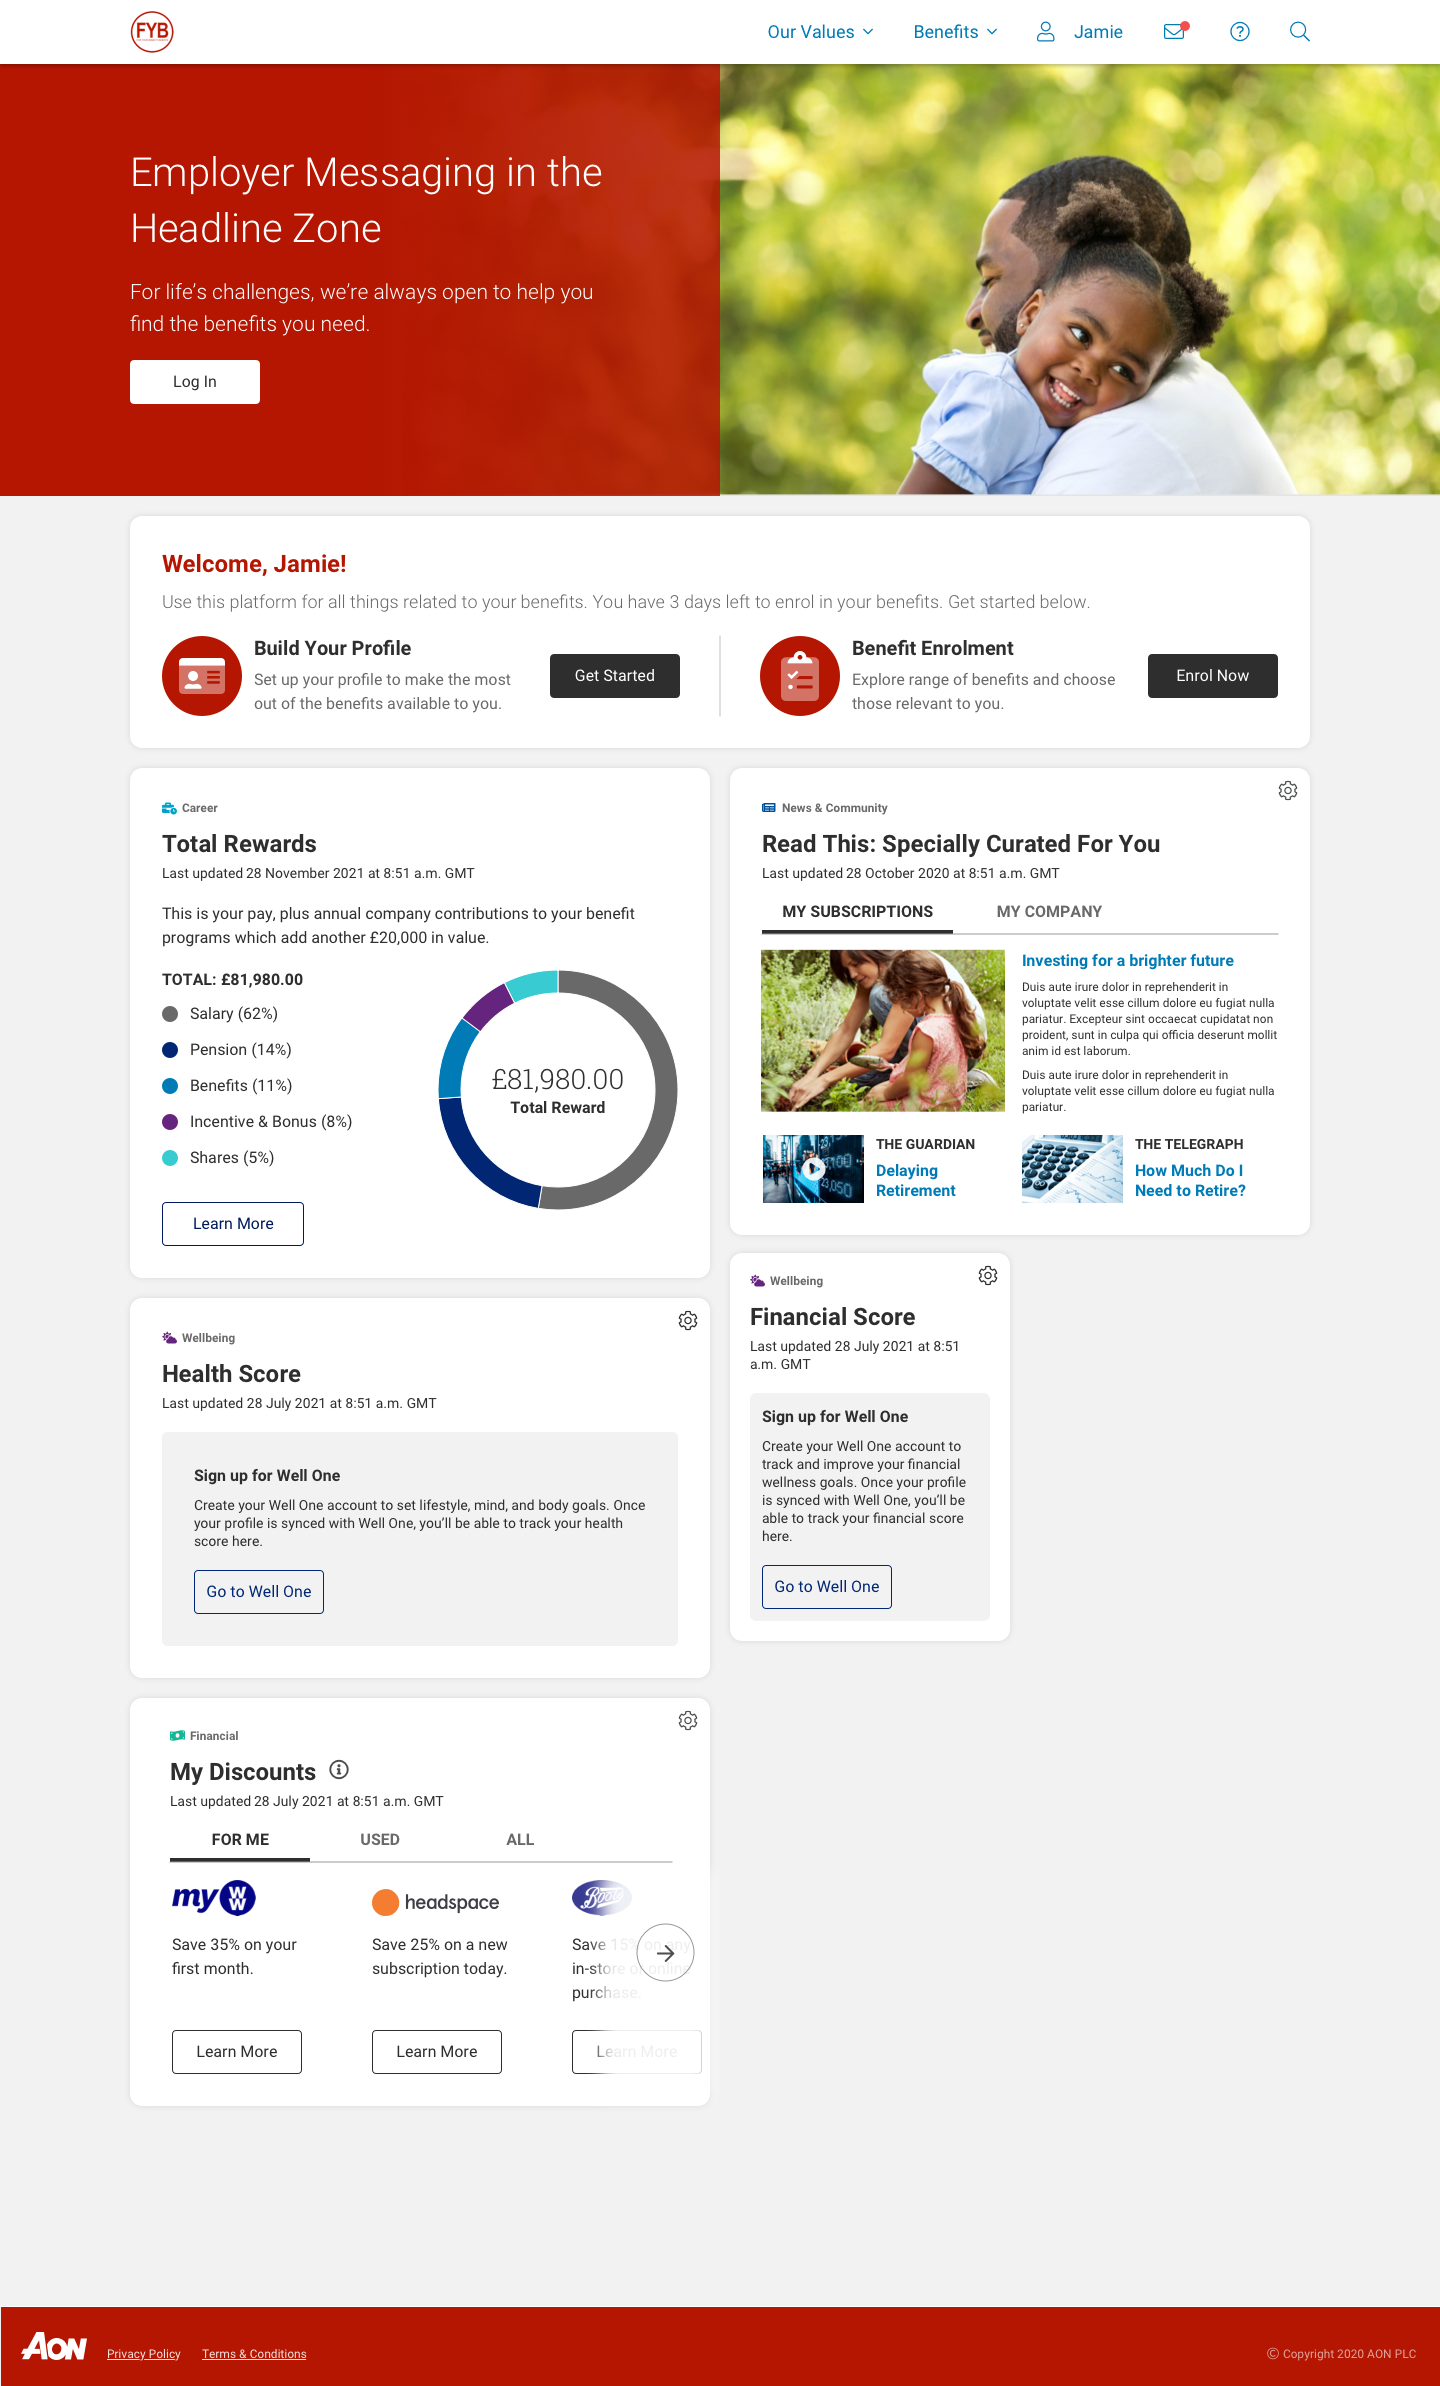 FYB
Our Values
Benefits
Jamie
Employer Messaging in the
Headline Zone
For life’s challenges, we’re always open to help you
find the benefits you need.
Log In
Welcome, Jamie!
Use this platform for all things related to your benefits. You have 3 days left to enrol in your benefits. Get started below.
Build Your Profile
Set up your profile to make the most
out of the benefits available to you.
Get Started
Benefit Enrolment
Explore range of benefits and choose
those relevant to you.
Enrol Now
Career
Total Rewards
Last updated 28 November 2021 at 8:51 a.m. GMT
This is your pay, plus annual company contributions to your benefit
programs which add another £20,000 in value.
TOTAL: £81,980.00
Salary (62%)
Pension (14%)
Benefits (11%)
Incentive & Bonus (8%)
Shares (5%)
£81,980.00
Total Reward
Learn More
News & Community
Read This: Specially Curated For You
Last updated 28 October 2020 at 8:51 a.m. GMT
MY SUBSCRIPTIONS
MY COMPANY
Investing for a brighter future
Duis aute irure dolor in reprehenderit in
voluptate velit esse cillum dolore eu fugiat nulla
pariatur. Excepteur sint occaecat cupidatat non
proident, sunt in culpa qui officia deserunt mollit
anim id est laborum.
Duis aute irure dolor in reprehenderit in
voluptate velit esse cillum dolore eu fugiat nulla
pariatur.
THE GUARDIAN
Delaying
Retirement
THE TELEGRAPH
How Much Do I
Need to Retire?
Wellbeing
Health Score
Last updated 28 July 2021 at 8:51 a.m. GMT
Sign up for Well One
Create your Well One account to set lifestyle, mind, and body goals. Once
your profile is synced with Well One, you’ll be able to track your health
score here.
Go to Well One
Wellbeing
Financial Score
Last updated 28 July 2021 at 8:51
a.m. GMT
Sign up for Well One
Create your Well One account to
track and improve your financial
wellness goals. Once your profile
is synced with Well One, you’ll be
able to track your financial score
here.
Go to Well One
Financial
My Discounts
Last updated 28 July 2021 at 8:51 a.m. GMT
FOR ME
USED
ALL
my WW
Save 35% on your
first month.
Learn More
headspace
Save 25% on a new
subscription today.
Learn More
Boots
Save 15% on any
in-store or online
purchase.
Learn More
AON
Privacy Policy
Terms & Conditions
© Copyright 2020 AON PLC